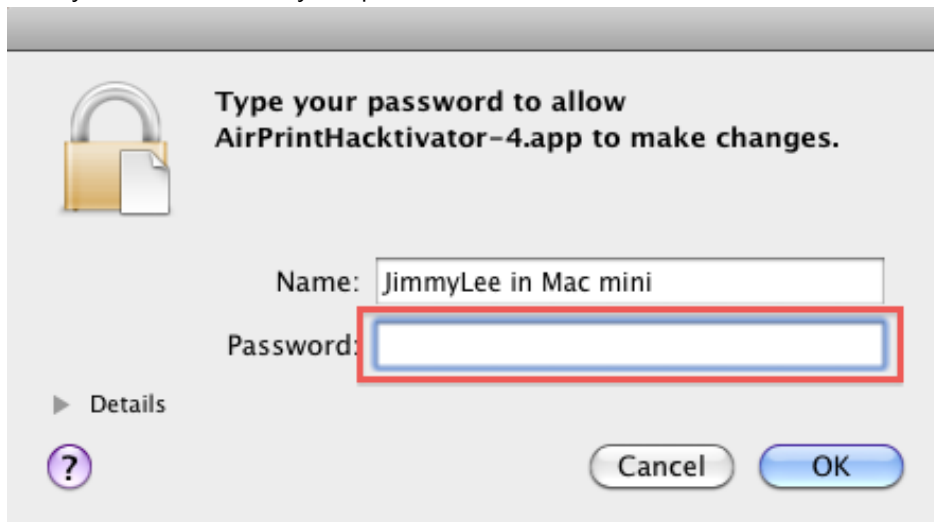 Type your password to allow
AirPrintHacktivator-4.app to make changes.
Name: JimmyLee in Mac mini
Password:
Details
?
Cancel OK